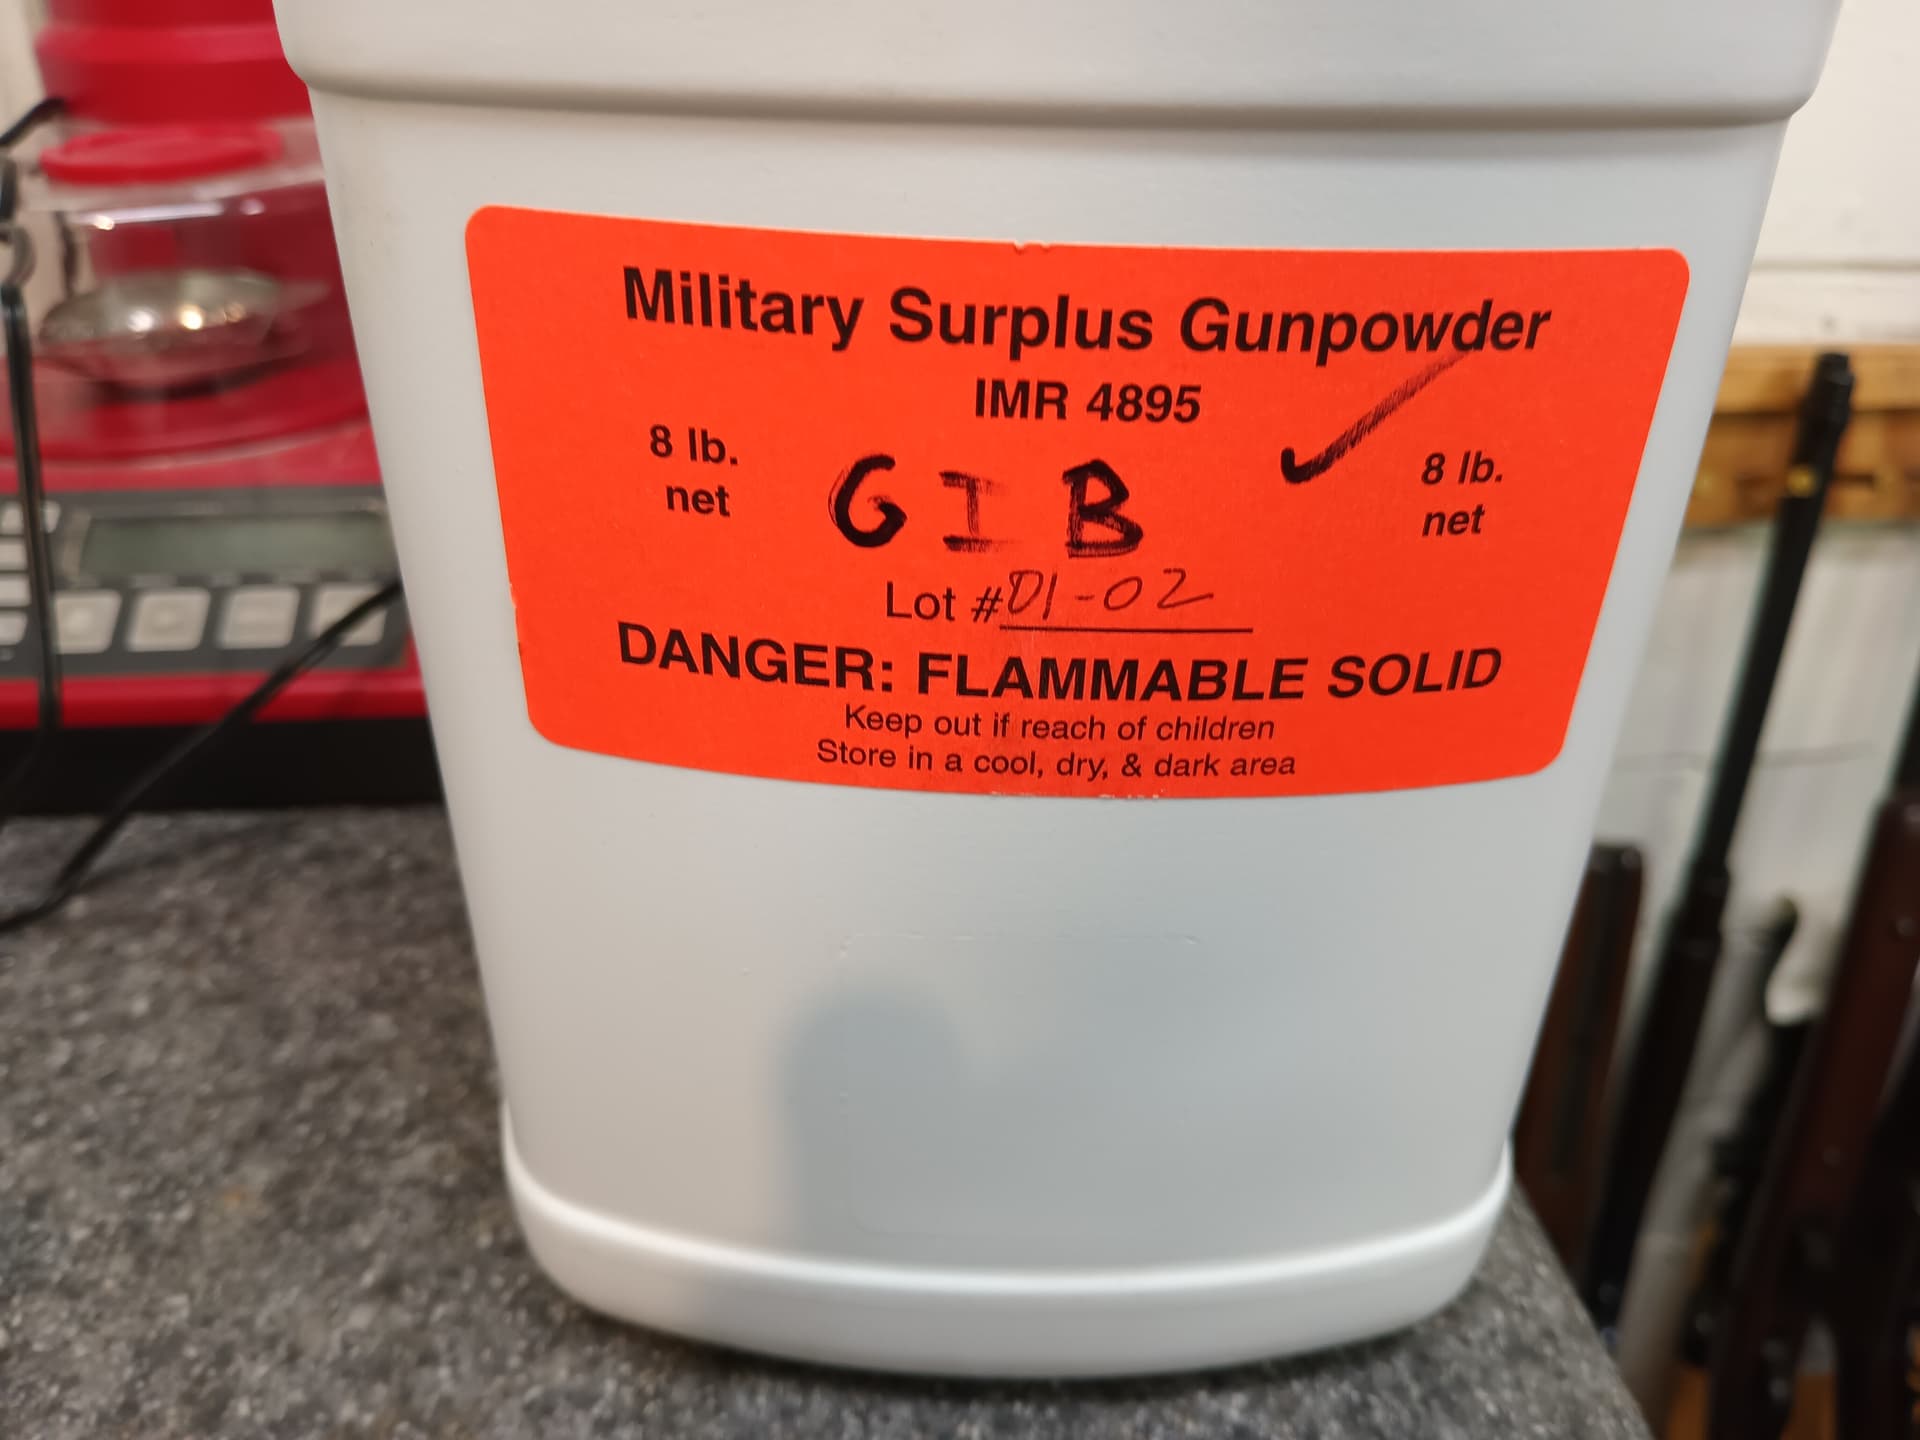 Military Surplus Gunpowder
IMR 4895
8 lb.
net
GIB
8 lb.
net
Lot #01-02
DANGER: FLAMMABLE SOLID
Keep out if reach of children
Store in a cool, dry, & dark area